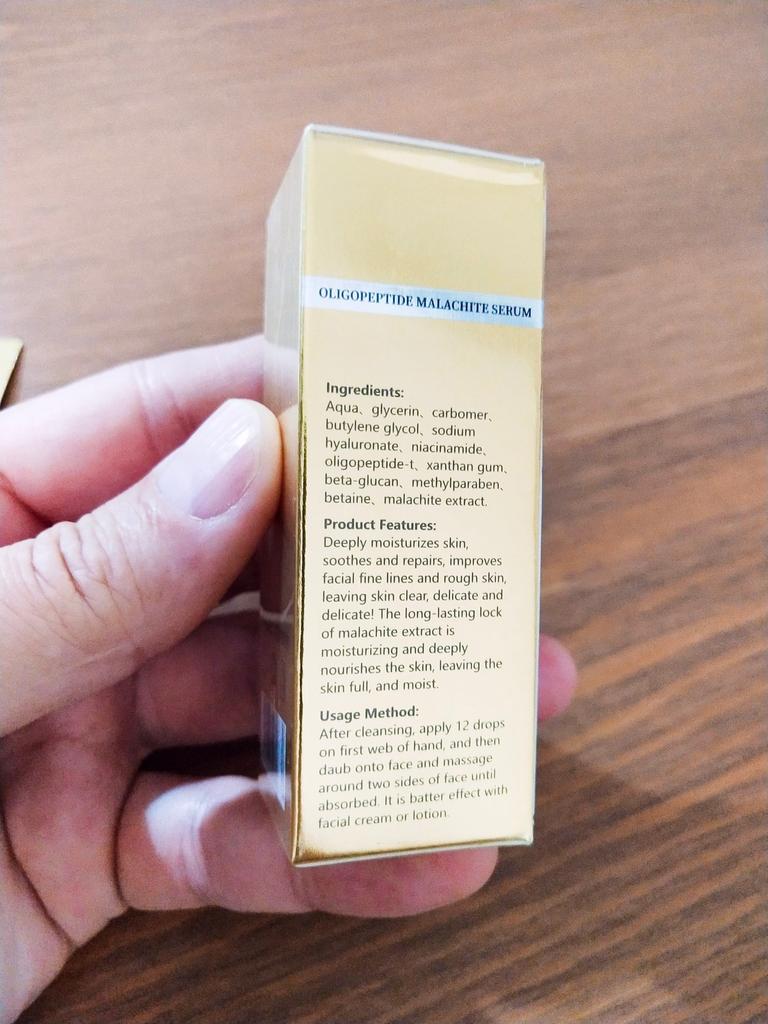 OLIGOPEPTIDE MALACHITE SERUM
Ingredients:
Aqua、glycerin、carbomer、
butylene glycol、sodium
hyaluronate、niacinamide、
oligopeptide-t、xanthan gum、
beta-glucan、methylparaben、
betaine、malachite extract.
Product Features:
Deeply moisturizes skin,
soothes and repairs, improves
facial fine lines and rough skin,
leaving skin clear, delicate and
delicate! The long-lasting lock
of malachite extract is
moisturizing and deeply
nourishes the skin, leaving the
skin full, and moist.
Usage Method:
After cleansing, apply 12 drops
on first web of hand, and then
daub onto face and massage
around two sides of face until
absorbed. It is batter effect with
facial cream or lotion.